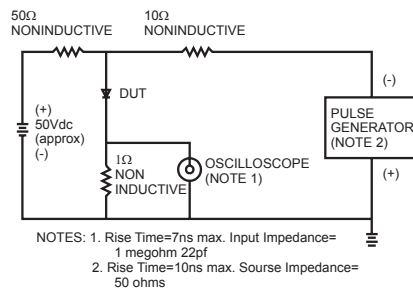 50Ω
NONINDUCTIVE
10Ω
NONINDUCTIVE
DUT
(+)
50Vdc
(approx)
(-)
1Ω
NON
INDUCTIVE
OSCILLOSCOPE
(NOTE 1)
(-)
PULSE
GENERATOR
(NOTE 2)
(+)
NOTES: 1. Rise Time=7ns max. Input Impedance=
1 megohm 22pf
2. Rise Time=10ns max. Sourse Impedance=
50 ohms